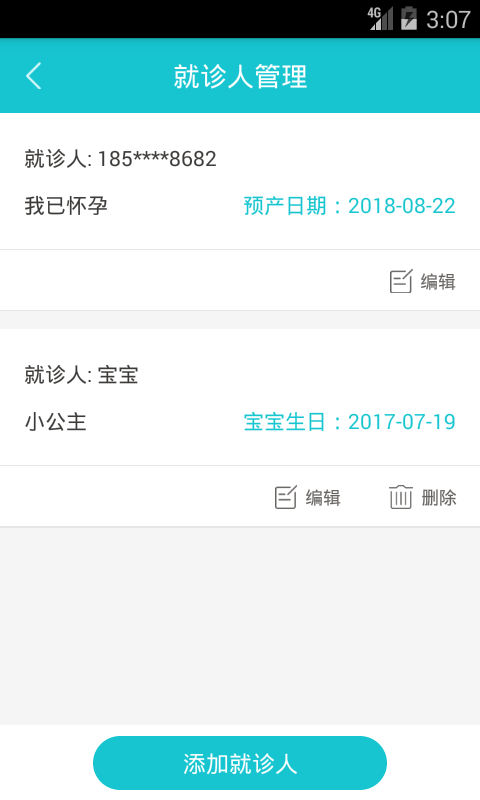 4G 3:07
就诊人管理
就诊人: 185****8682
我已怀孕 预产日期：2018-08-22
编辑
就诊人: 宝宝
小公主 宝宝生日：2017-07-19
编辑 删除
添加就诊人